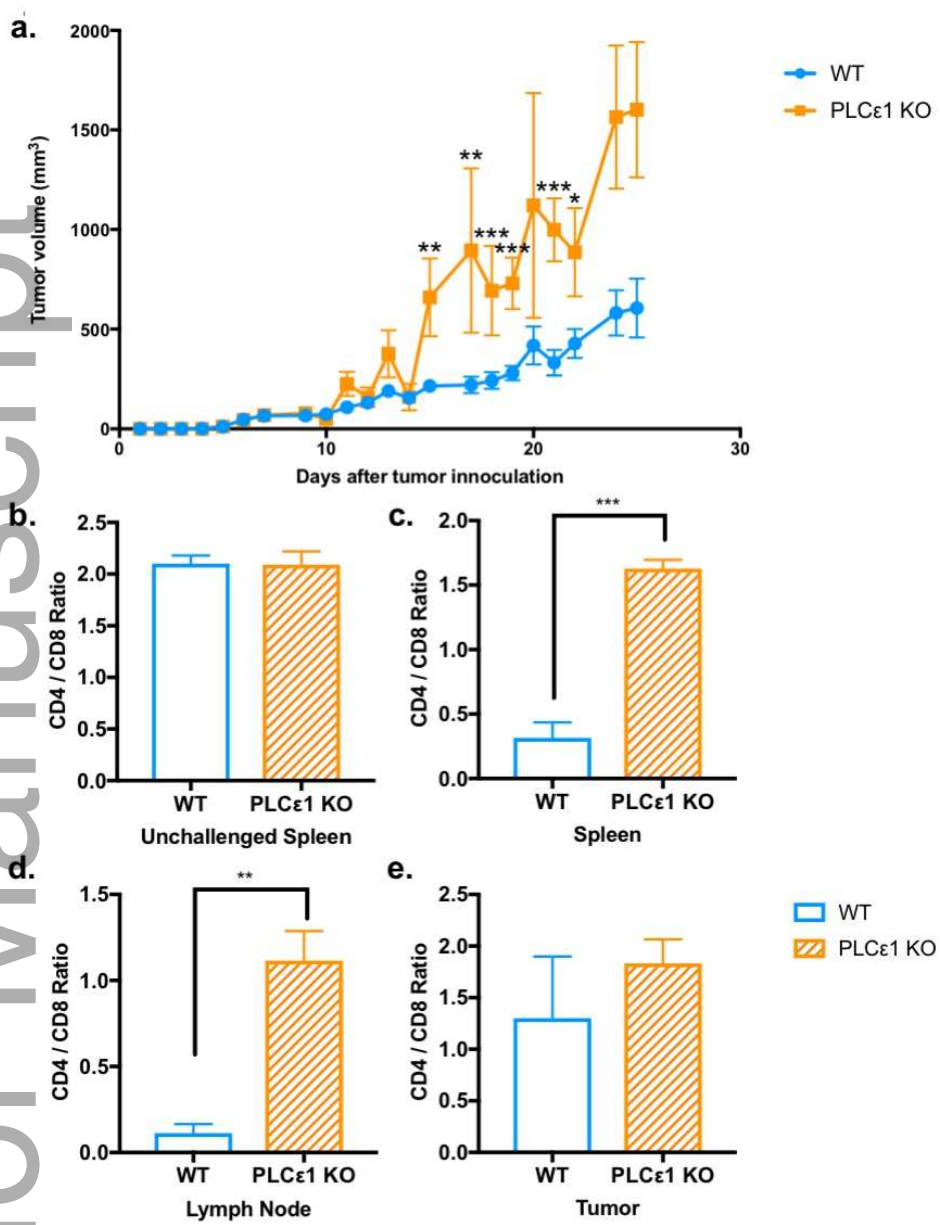 a.
2000
1500
1000
500
0
Tumor volume (mm³)
** ** *** *** *** *
0 10 20 30
Days after tumor innoculation
WT
PLCε1 KO
b.
2.5
2.0
1.5
1.0
0.5
0.0
CD4 / CD8 Ratio
WT PLCε1 KO
Unchallenged Spleen
c.
***
2.0
1.5
1.0
0.5
0.0
CD4 / CD8 Ratio
WT PLCε1 KO
Spleen
d.
**
1.5
1.0
0.5
0.0
CD4 / CD8 Ratio
WT PLCε1 KO
Lymph Node
e.
2.5
2.0
1.5
1.0
0.5
0.0
CD4 / CD8 Ratio
WT PLCε1 KO
Tumor
WT
PLCε1 KO